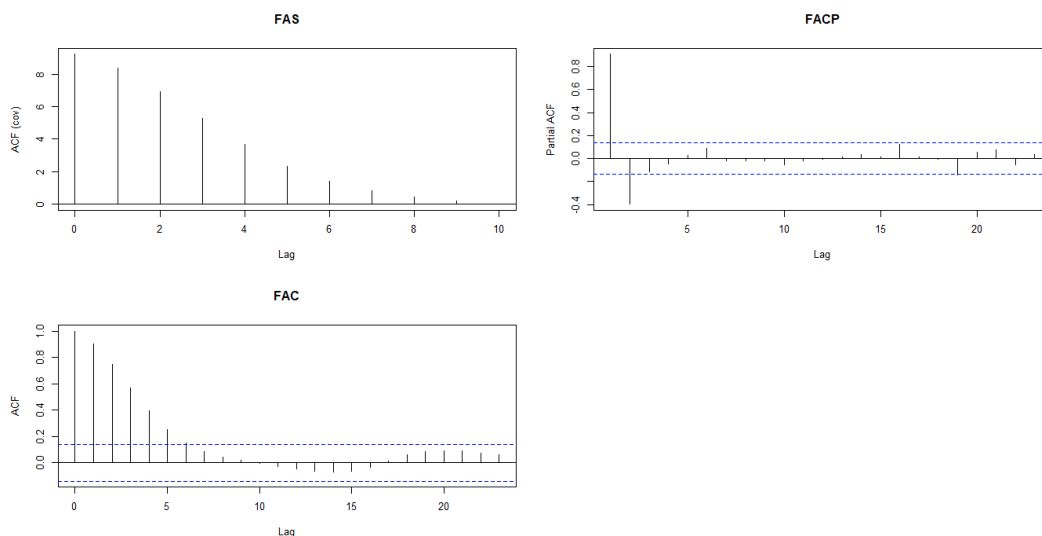 FAS
ACF (cov)
8
6
4
2
0
0 2 4 6 8 10
Lag
FACP
Partial ACF
0.8
0.6
0.4
0.2
0.0
-0.4
5 10 15 20
Lag
FAC
ACF
1.0
0.8
0.6
0.4
0.2
0.0
0 5 10 15 20
Lag